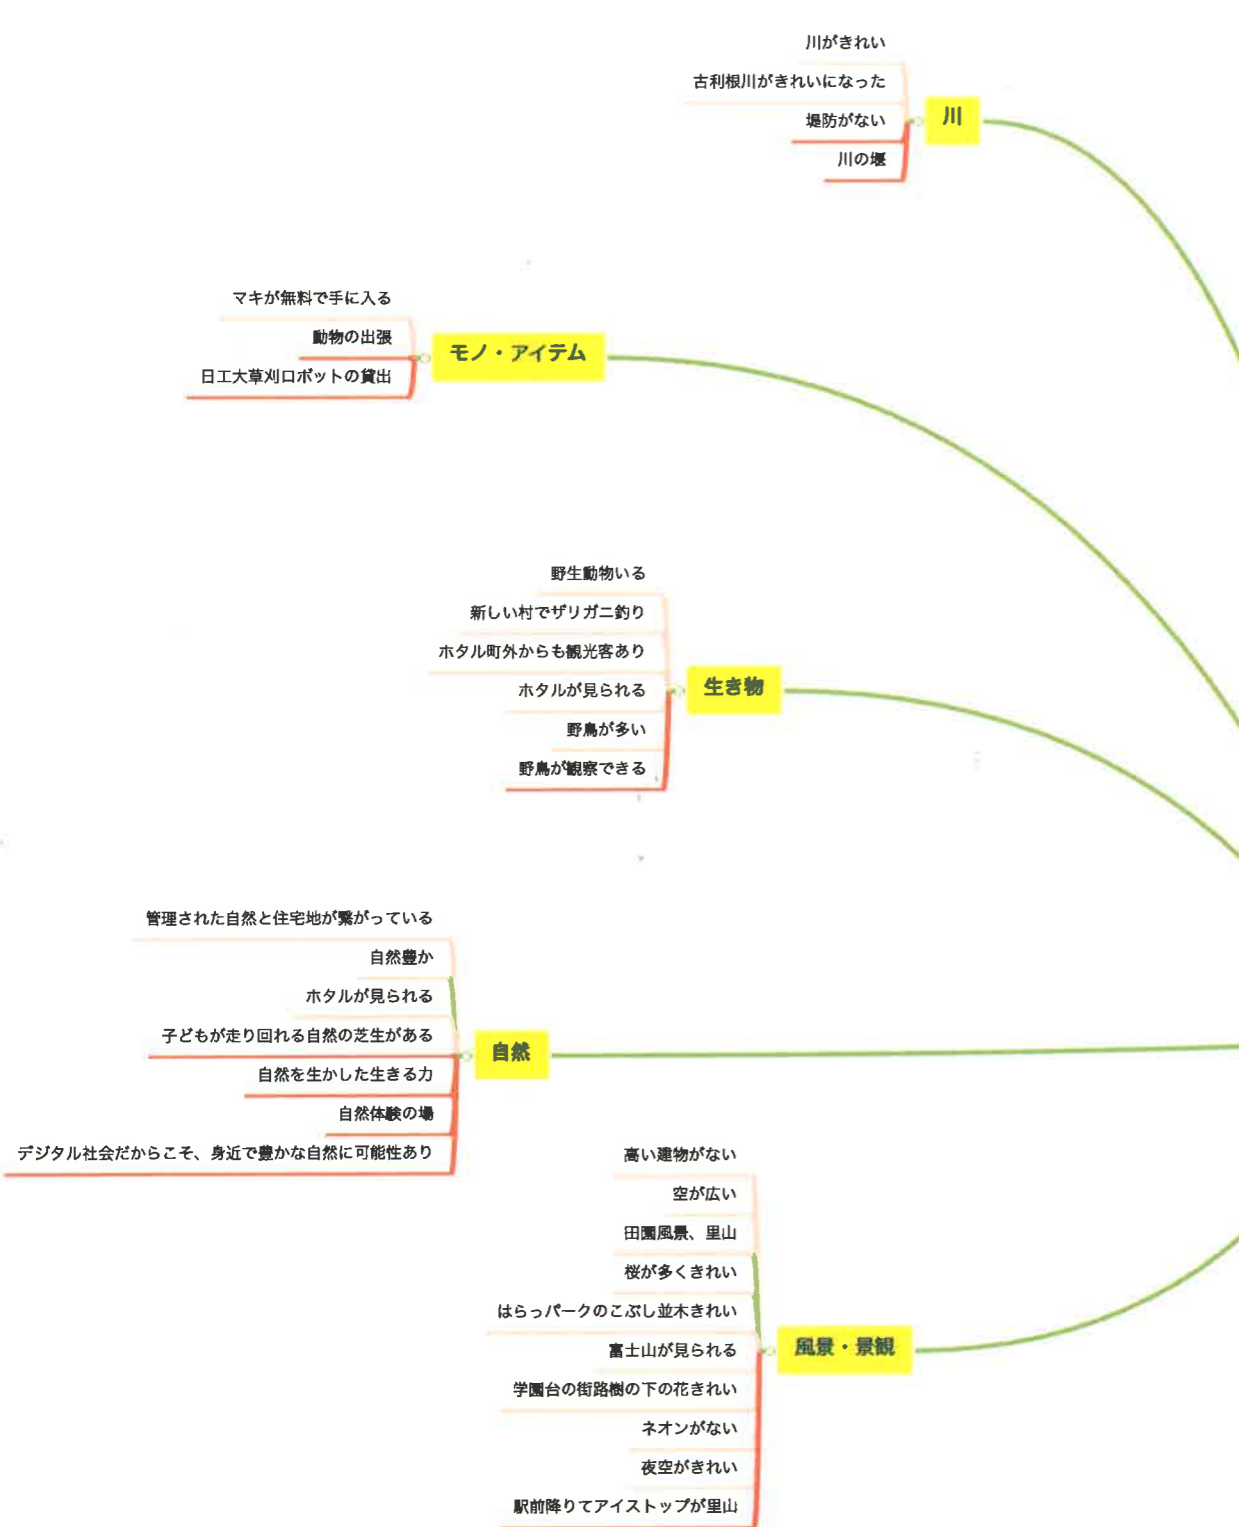 川がきれい
古利根川がきれいになった
堤防がない
川の堰
川
マキが無料で手に入る
動物の出張
日工大草刈ロボットの貸出
モノ・アイテム
野生動物いる
新しい村でザリガニ釣り
ホタル町外からも観光客あり
ホタルが見られる
野鳥が多い
野鳥が観察できる
生き物
管理された自然と住宅地が繋がっている
自然豊か
ホタルが見られる
子どもが走り回れる自然の芝生がある
自然を生かした生きる力
自然体験の場
デジタル社会だからこそ、身近で豊かな自然に可能性あり
自然
高い建物がない
空が広い
田園風景、里山
桜が多くきれい
はらっパークのこぶし並木きれい
富士山が見られる
学園台の街路樹の下の花きれい
ネオンがない
夜空がきれい
駅前降りてアイストップが里山
風景・景観